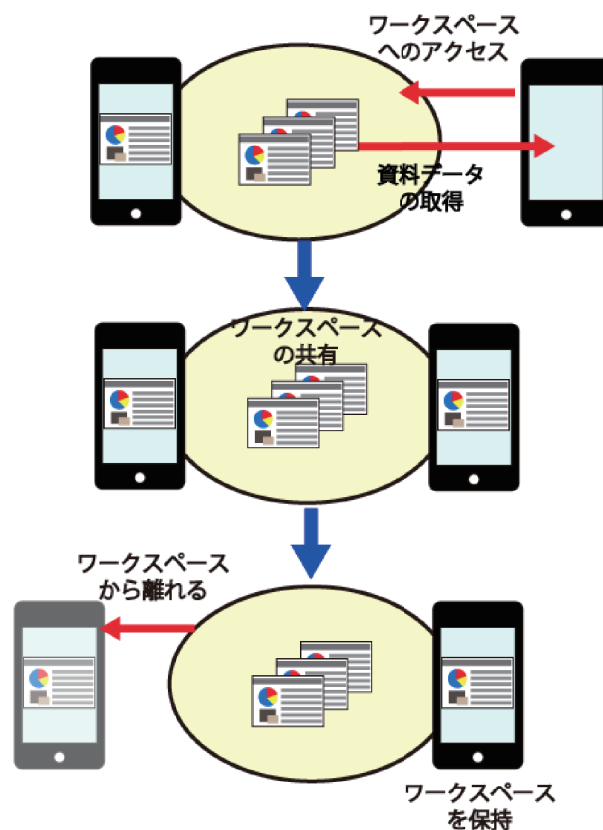 ワークスペース
へのアクセス
資料データ
の取得
ワークスペース
の共有
ワークスペース
から離れる
ワークスペース
を保持